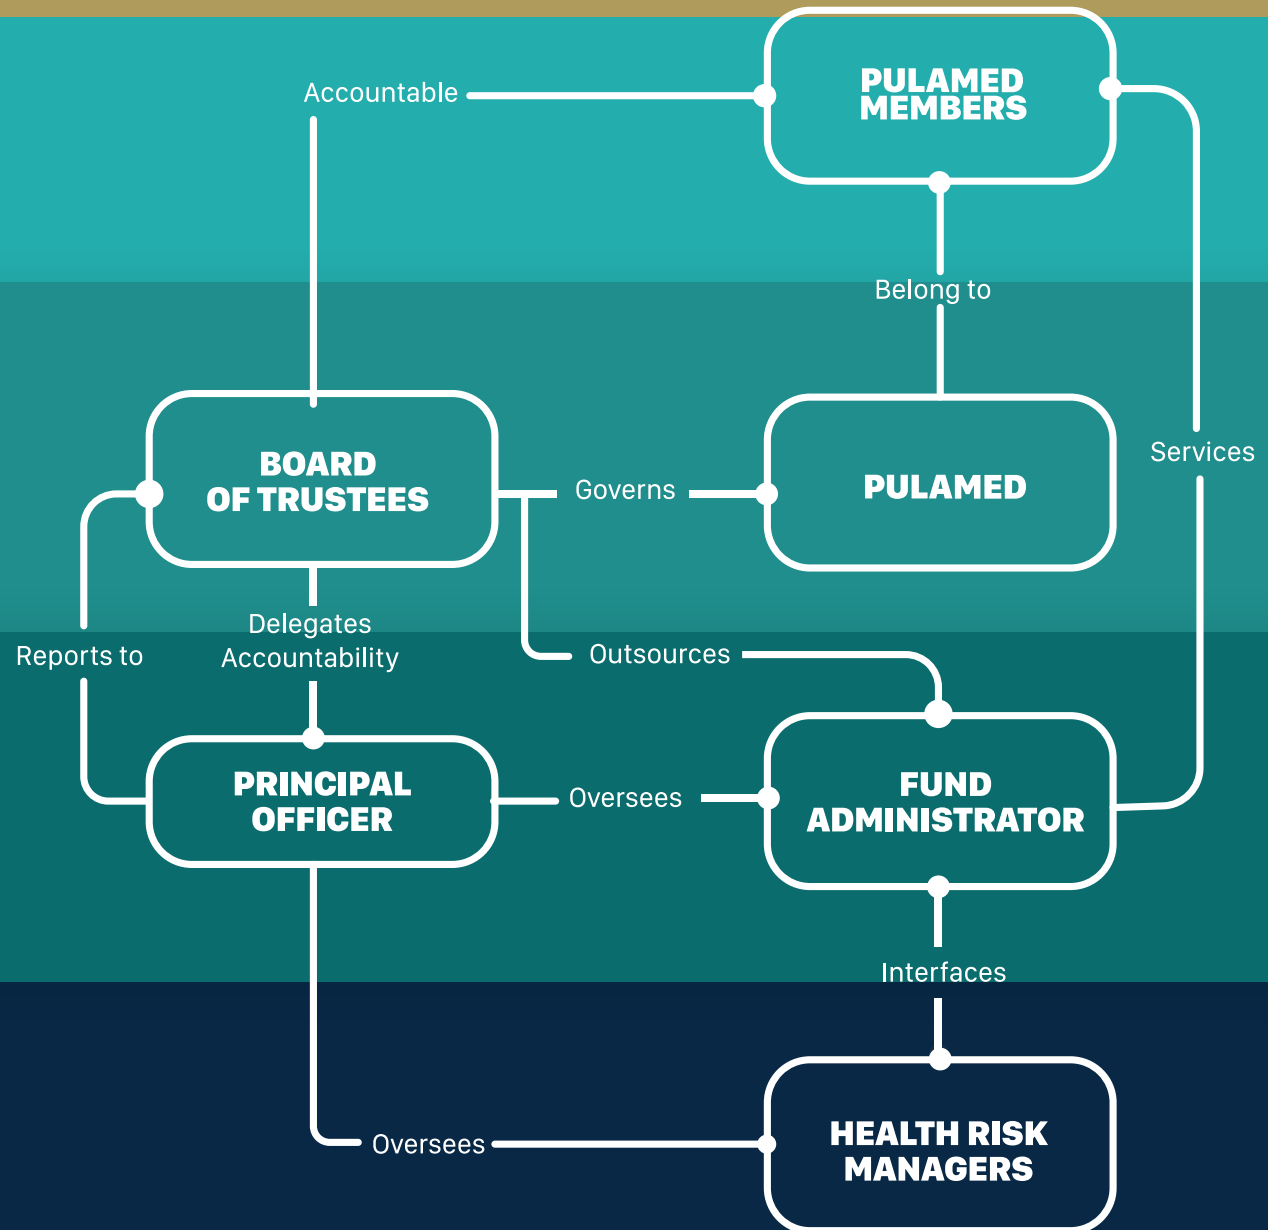 PULAMED
MEMBERS
Accountable
Belong to
Services
BOARD
OF TRUSTEES
Governs
PULAMED
Delegates
Accountability
Reports to
Outsources
PRINCIPAL
OFFICER
Oversees
FUND
ADMINISTRATOR
Interfaces
Oversees
HEALTH RISK
MANAGERS